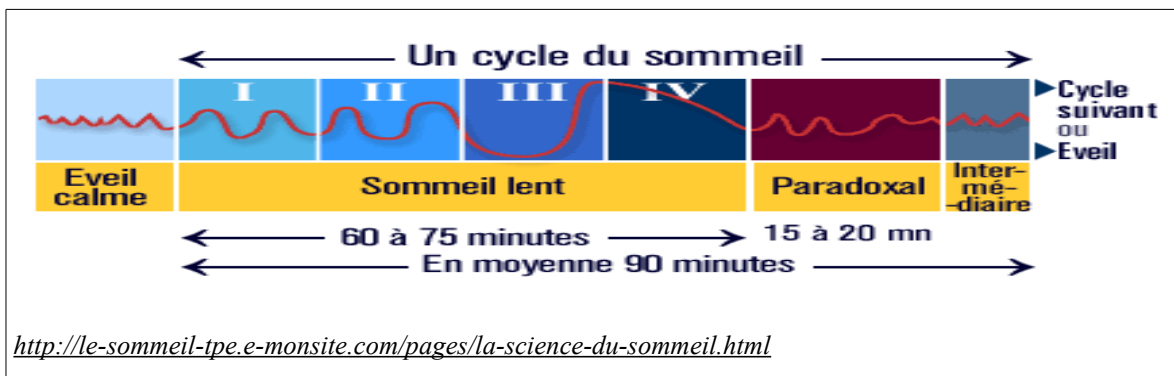 Un cycle du sommeil
I II III IV
Cycle
suivant
ou
Eveil
Eveil
calme
Sommeil lent
Paradoxal
Inter-
-mé-
-diaire
60 à 75 minutes
15 à 20 mn
En moyenne 90 minutes
http://le-sommeil-tpe.e-monsite.com/pages/la-science-du-sommeil.html